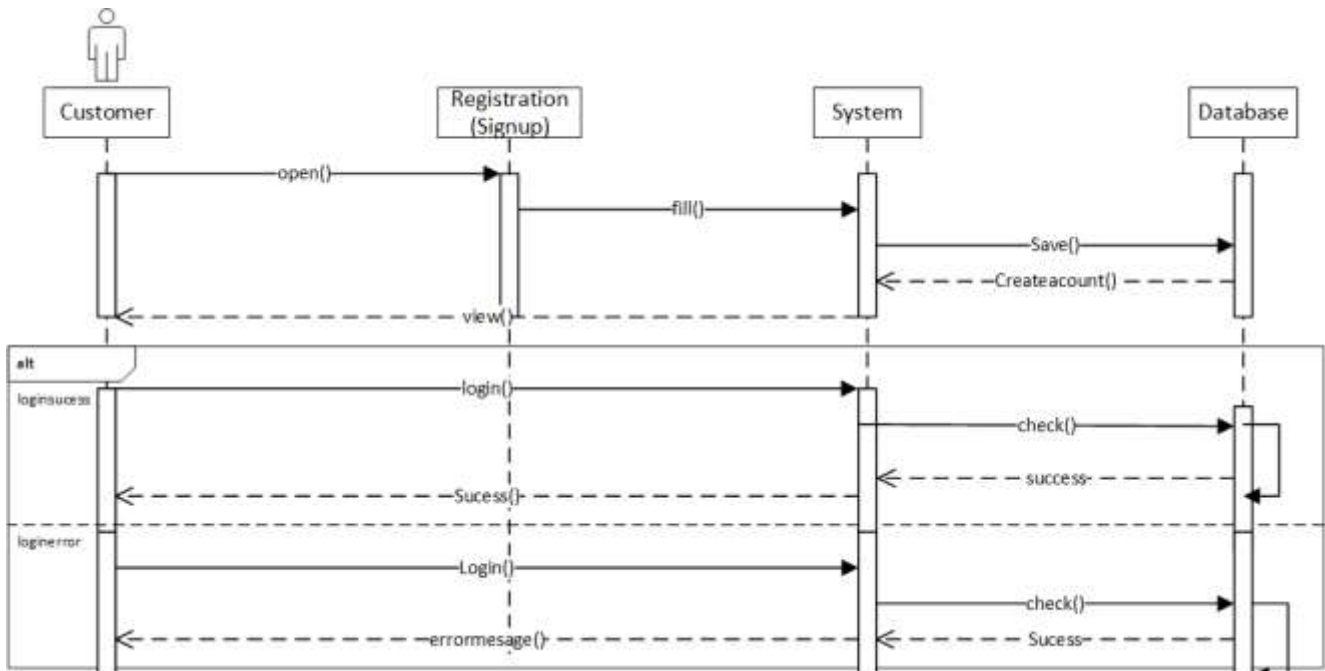 Customer
Registration
(Signup)
System
Database
open()
fill()
Save()
Createacount()
view()
alt
loginsucess
login()
check()
success
Sucess()
loginerror
Login()
check()
errormesage()
Sucess